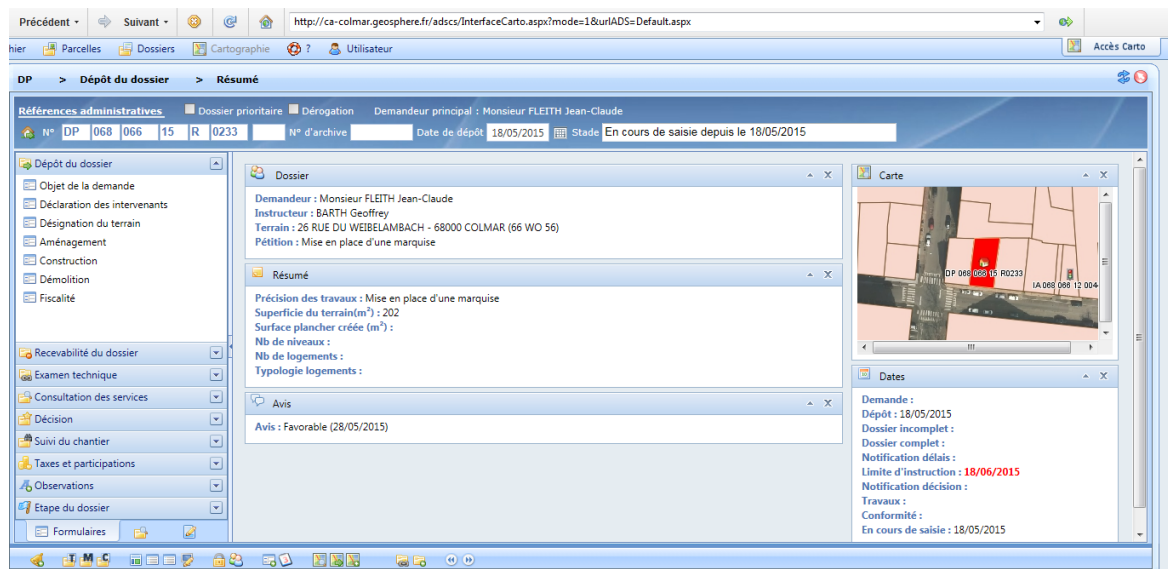 Précédent Suivant http://ca-colmar.geosphere.fr/adscs/InterfaceCarto.aspx?mode=1&urlADS=Default.aspx
hier Parcelles Dossiers Cartographie ? Utilisateur Accès Carto
DP > Dépôt du dossier > Résumé
Références administratives Dossier prioritaire Dérogation Demandeur principal : Monsieur FLEITH Jean-Claude
N° DP 068 066 15 R 0233 N° d'archive Date de dépôt 18/05/2015 Stade En cours de saisie depuis le 18/05/2015
Dépôt du dossier
Objet de la demande
Déclaration des intervenants
Désignation du terrain
Aménagement
Construction
Démolition
Fiscalité
Recevabilité du dossier
Examen technique
Consultation des services
Décision
Suivi du chantier
Taxes et participations
Observations
Etape du dossier
Formulaires
Dossier
Demandeur : Monsieur FLEITH Jean-Claude
Instructeur : BARTH Geoffrey
Terrain : 26 RUE DU WEIBELAMBACH - 68000 COLMAR (66 WO 56)
Pétition : Mise en place d'une marquise
Résumé
Précision des travaux : Mise en place d'une marquise
Superficie du terrain(m²) : 202
Surface plancher créée (m²) :
Nb de niveaux :
Nb de logements :
Typologie logements :
Avis
Avis : Favorable (28/05/2015)
Carte
DP 068 066 15 R0233
IA 068 066 12 004
Dates
Demande :
Dépôt : 18/05/2015
Dossier incomplet :
Dossier complet :
Notification délais :
Limite d'instruction : 18/06/2015
Notification décision :
Travaux :
Conformité :
En cours de saisie : 18/05/2015
T M C